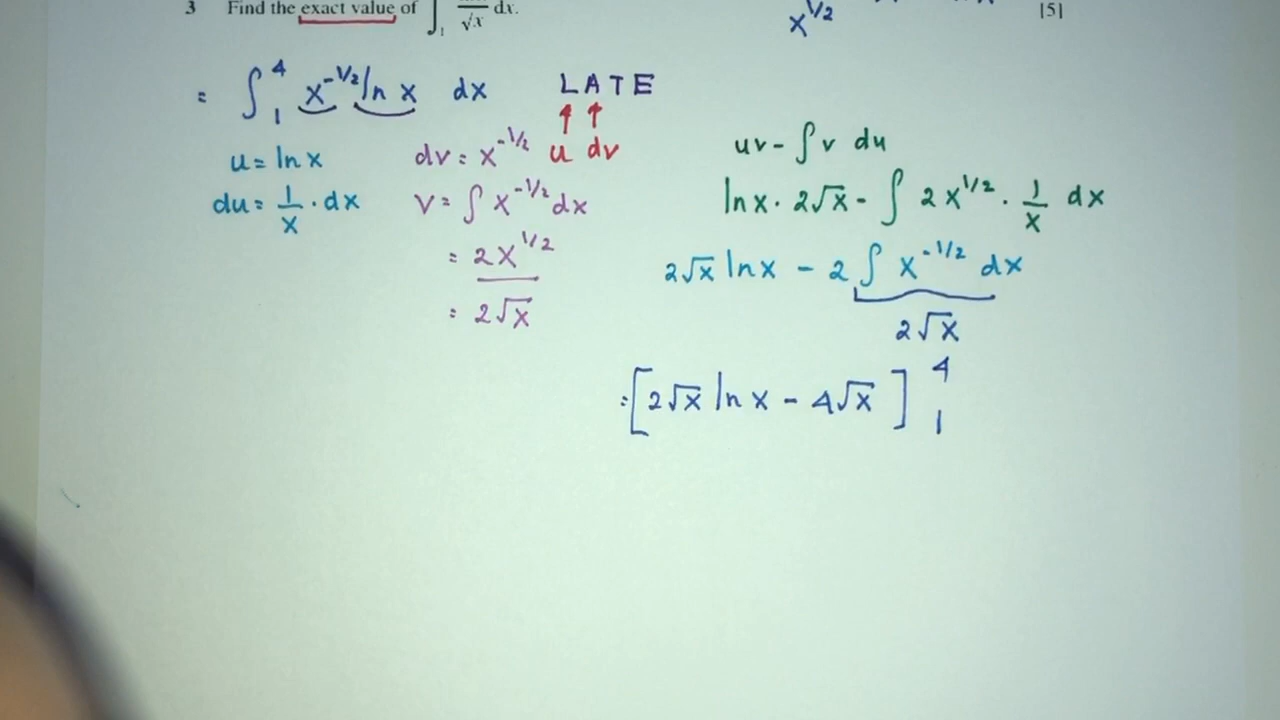 3 Find the exact value of ∫₁ /√x dx. [5]
x^1/2
= ∫₁⁴ x^-1/2 ln x dx LATE
u dv
u = ln x
du = 1/x · dx
dv = x^-1/2
v = ∫ x^-1/2 dx
= 2x^1/2
= 2√x
uv - ∫ v du
ln x · 2√x - ∫ 2x^1/2 · 1/x dx
2√x ln x - 2 ∫ x^-1/2 dx
2√x
= [2√x ln x - 4√x]₁⁴